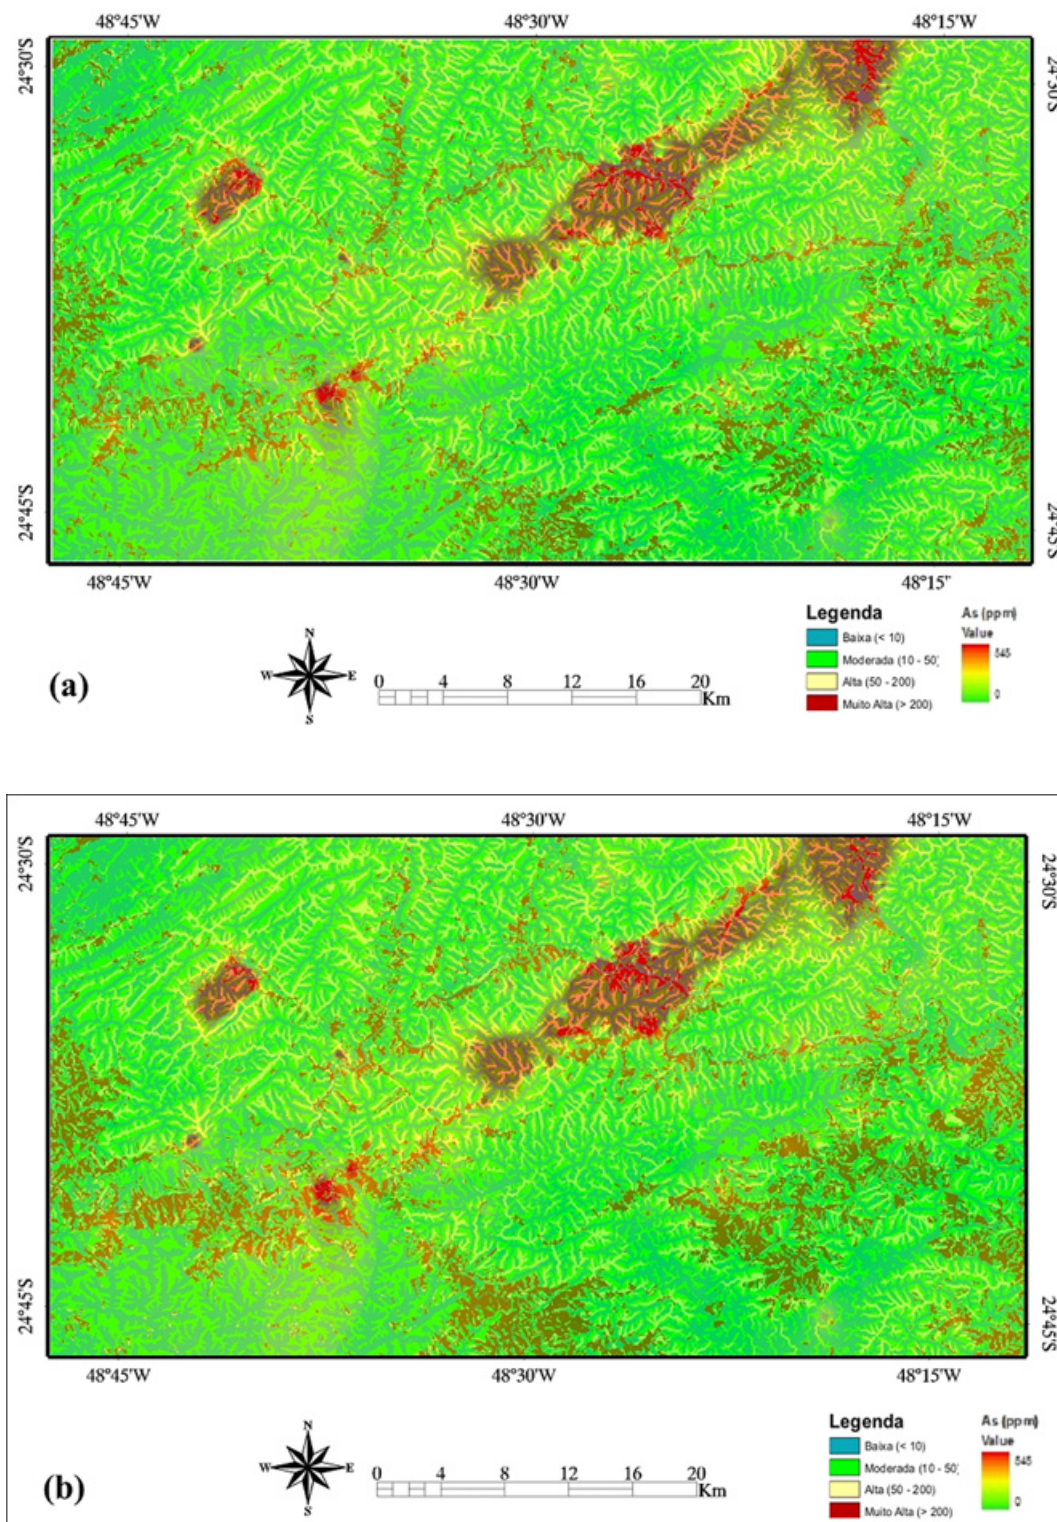 48°45'W 48°30'W 48°15'W
24°30'S 24°30'S
24°45'S 24°45'S
48°45'W 48°30'W 48°15'
N
W E
S
0 4 8 12 16 20
Km
(a)
Legenda
Baixa (< 10)
Moderada (10 - 50)
Alta (50 - 200)
Muito Alta (> 200)
As (ppm)
Value
545
0
48°45'W 48°30'W 48°15'W
24°30'S 24°30'S
24°45'S 24°45'S
48°45'W 48°30'W 48°15'W
N
W E
S
0 4 8 12 16 20
Km
(b)
Legenda
Baixa (< 10)
Moderada (10 - 50)
Alta (50 - 200)
Muito Alta (> 200)
As (ppm)
Value
545
0